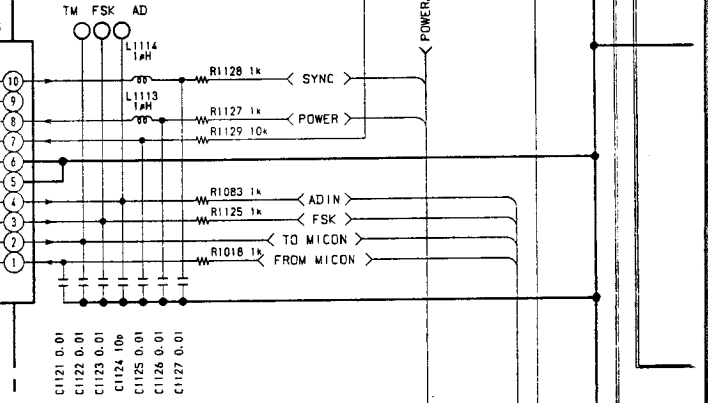 TM FSK AD
POWER
L1114
1μH
10
R1128 1k
SYNC
9
L1113
1μH
8
R1127 1k
POWER
7
R1129 10k
6
5
4
R1083 1k
ADIN
3
R1125 1k
FSK
2
TO MICON
1
R1018 1k
FROM MICON
C1121 0.01
C1122 0.01
C1123 0.01
C1124 10p
C1125 0.01
C1126 0.01
C1127 0.01